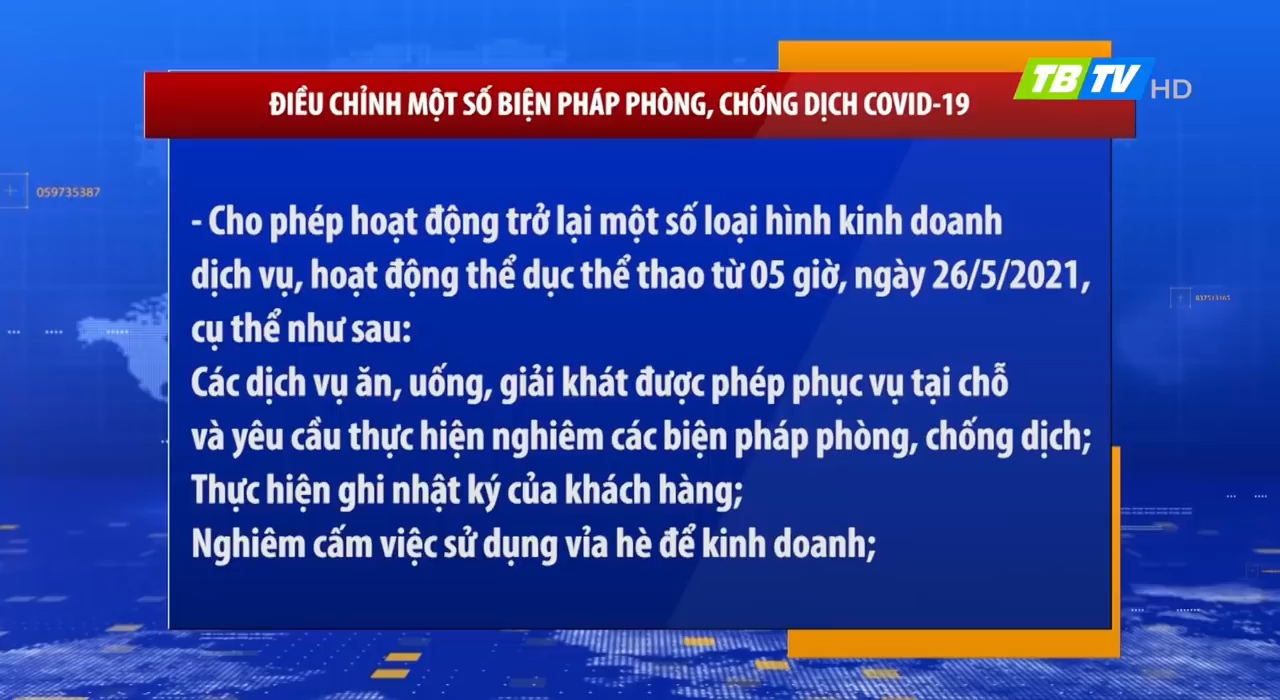 TBTV HD
ĐIỀU CHỈNH MỘT SỐ BIỆN PHÁP PHÒNG, CHỐNG DỊCH COVID-19
059735387
- Cho phép hoạt động trở lại một số loại hình kinh doanh
dịch vụ, hoạt động thể dục thể thao từ 05 giờ, ngày 26/5/2021,
cụ thể như sau:
Các dịch vụ ăn, uống, giải khát được phép phục vụ tại chỗ
và yêu cầu thực hiện nghiêm các biện pháp phòng, chống dịch;
Thực hiện ghi nhật ký của khách hàng;
Nghiêm cấm việc sử dụng vỉa hè để kinh doanh;